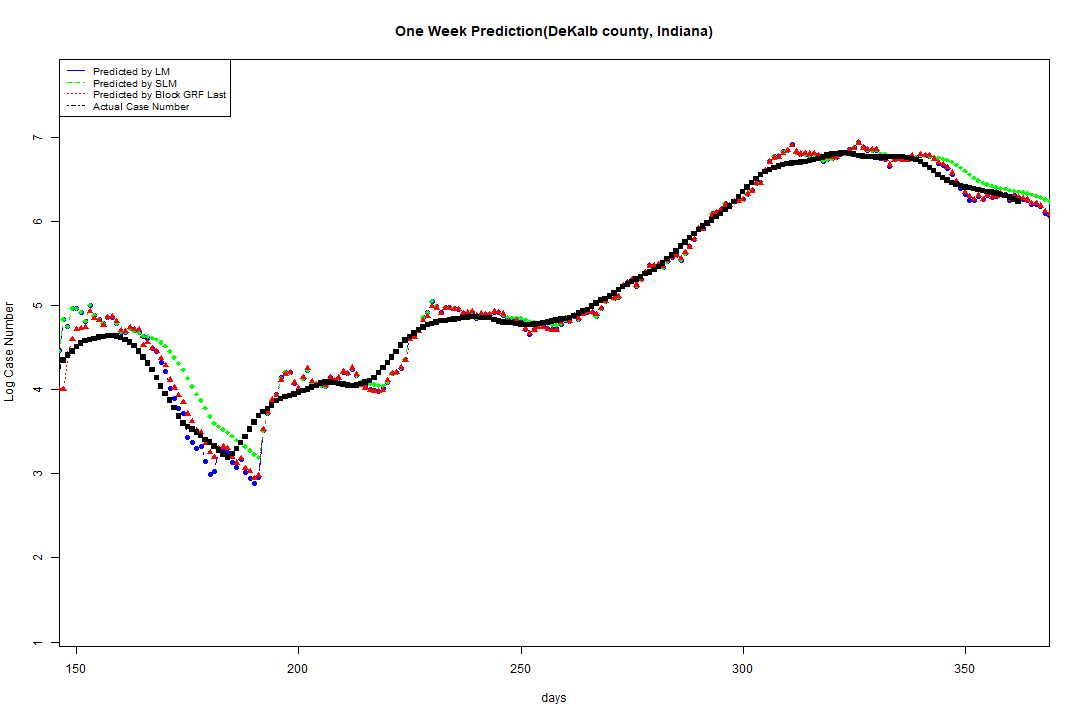 One Week Prediction(DeKalb county, Indiana)
Predicted by LM
Predicted by SLM
Predicted by Block GRF Last
Actual Case Number
7
6
5
4
3
2
1
Log Case Number
150 200 250 300 350
days